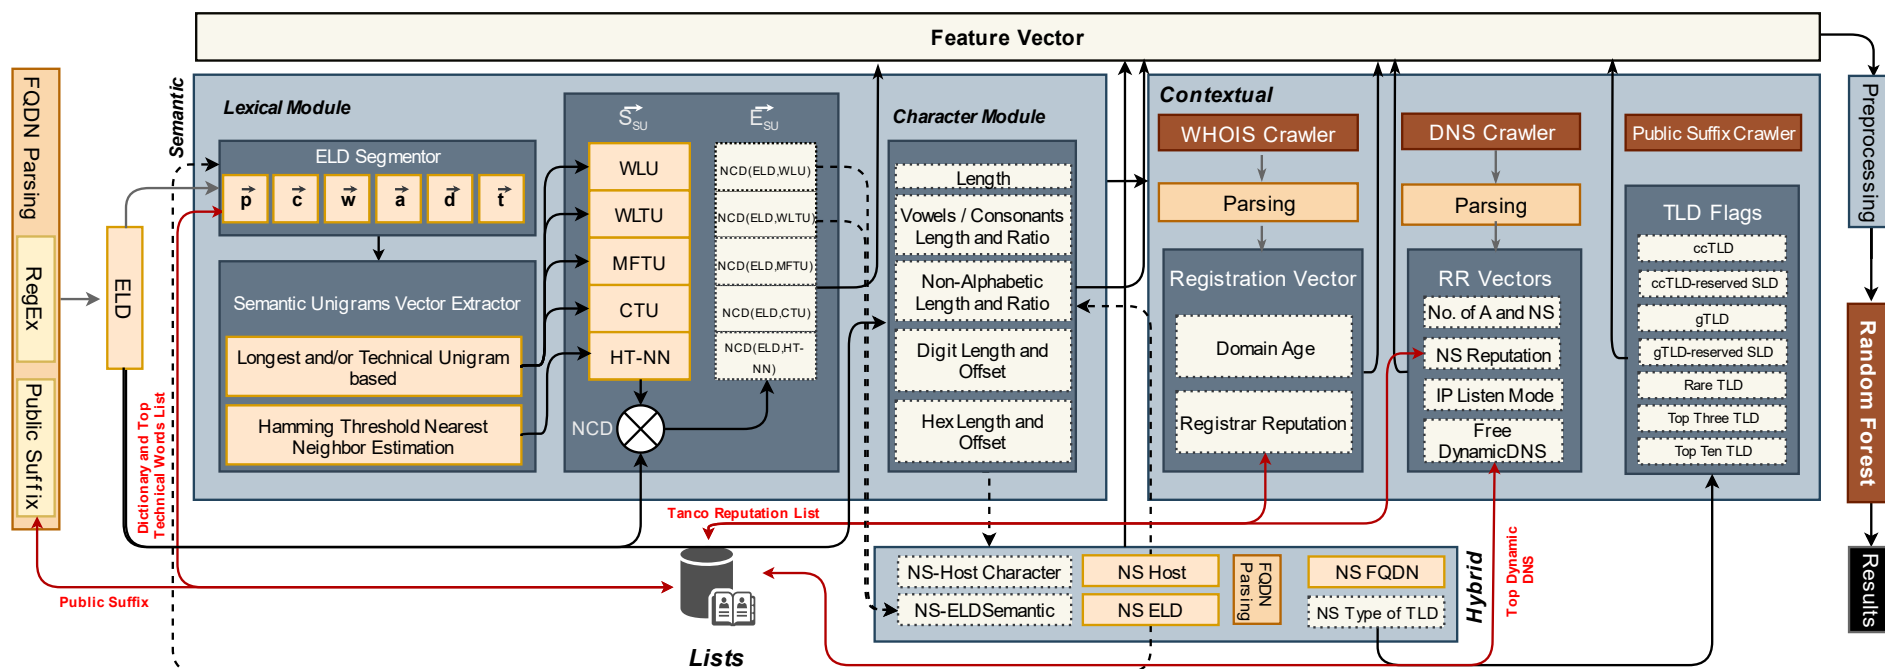 Feature Vector
FQDN Parsing
RegEx
Public Suffix
ELD
Semantic
Lexical Module
ELD Segmentor
p
c
w
a
d
t
Semantic Unigrams Vector Extractor
Longest and/or Technical Unigram
based
Hamming Threshold Nearest
Neighbor Estimation
S SU
E SU
WLU
WLTU
MFTU
CTU
HT-NN
NCD
NCD(ELD,WLU)
NCD(ELD,WLTU)
NCD(ELD,MFTU)
NCD(ELD,CTU)
NCD(ELD,HT-
NN)
Character Module
Length
Vowels / Consonants
Length and Ratio
Non-Alphabetic
Length and Ratio
Digit Length and
Offset
Hex Length and
Offset
Contextual
WHOIS Crawler
Parsing
Registration Vector
Domain Age
Registrar Reputation
DNS Crawler
Parsing
RR Vectors
No. of A and NS
NS Reputation
IP Listen Mode
Free
DynamicDNS
Public Suffix Crawler
TLD Flags
ccTLD
ccTLD-reserved SLD
gTLD
gTLD-reserved SLD
Rare TLD
Top Three TLD
Top Ten TLD
Preprocessing
Random Forest
Results
Dictionary and Top
Technical Words List
Public Suffix
Tanco Reputation List
Top Dynamic
DNS
Lists
NS-Host Character
NS-ELDSemantic
NS Host
NS ELD
FQDN
Parsing
NS FQDN
NS Type of TLD
Hybrid